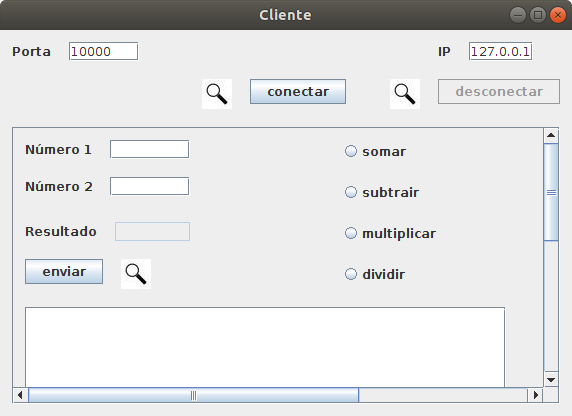 Cliente
Porta 10000 IP 127.0.0.1
conectar desconectar
Número 1 somar
Número 2 subtrair
Resultado multiplicar
enviar dividir